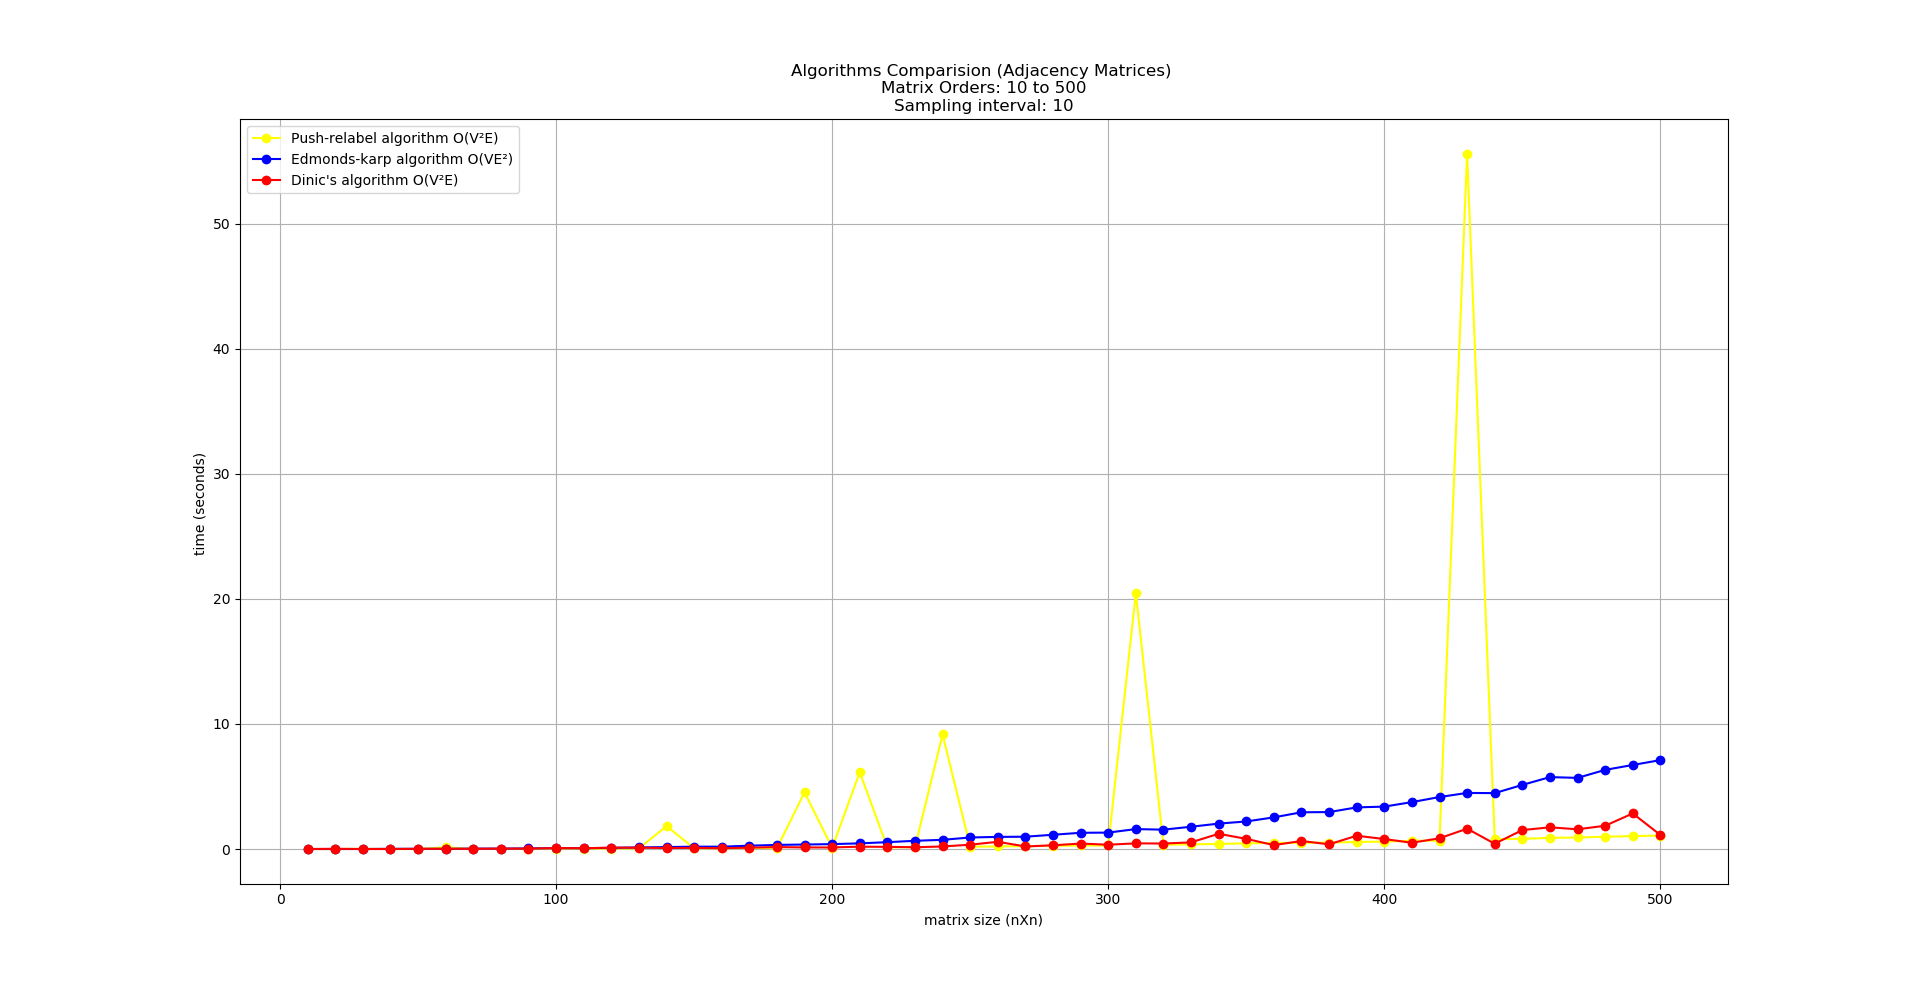 Algorithms Comparision (Adjacency Matrices)
Matrix Orders: 10 to 500
Sampling interval: 10
Push-relabel algorithm O(V²E)
Edmonds-karp algorithm O(VE²)
Dinic's algorithm O(V²E)
50
40
30
20
10
0
time (seconds)
0 100 200 300 400 500
matrix size (nXn)